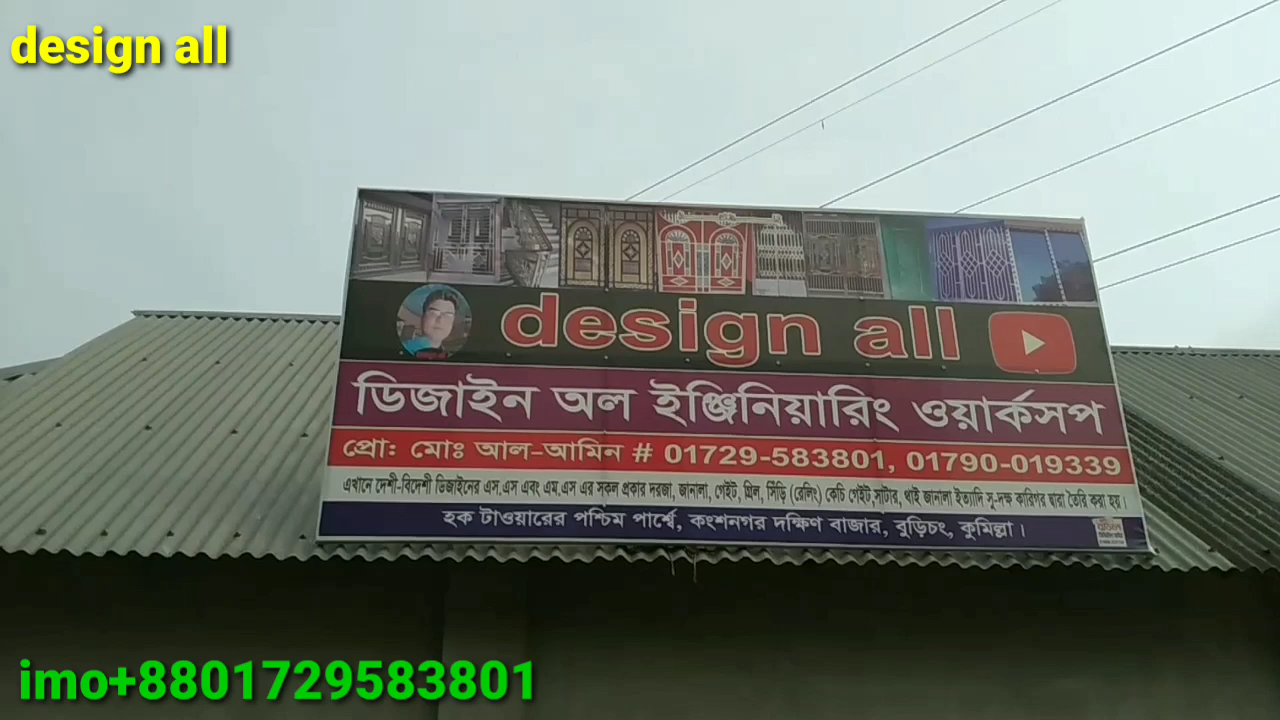 design all
design all
ডিজাইন অল ইঞ্জিনিয়ারিং ওয়ার্কসপ
প্রো: মোঃ আল-আমিন # 01729-583801, 01790-019339
এখানে দেশী-বিদেশী ডিজাইনের এস.এস এবং এম.এস এর সকল প্রকার দরজা, জানালা, গেইট, গ্রিল, সিঁড়ি (রেলিং) কেচি গেইট,সাটার, থাই জানালা ইত্যাদি সু-দক্ষ কারিগর দ্বারা তৈরি করা হয়।
হক টাওয়ারের পশ্চিম পার্শ্বে, কংশনগর দক্ষিণ বাজার, বুড়িচং, কুমিল্লা।
imo+8801729583801